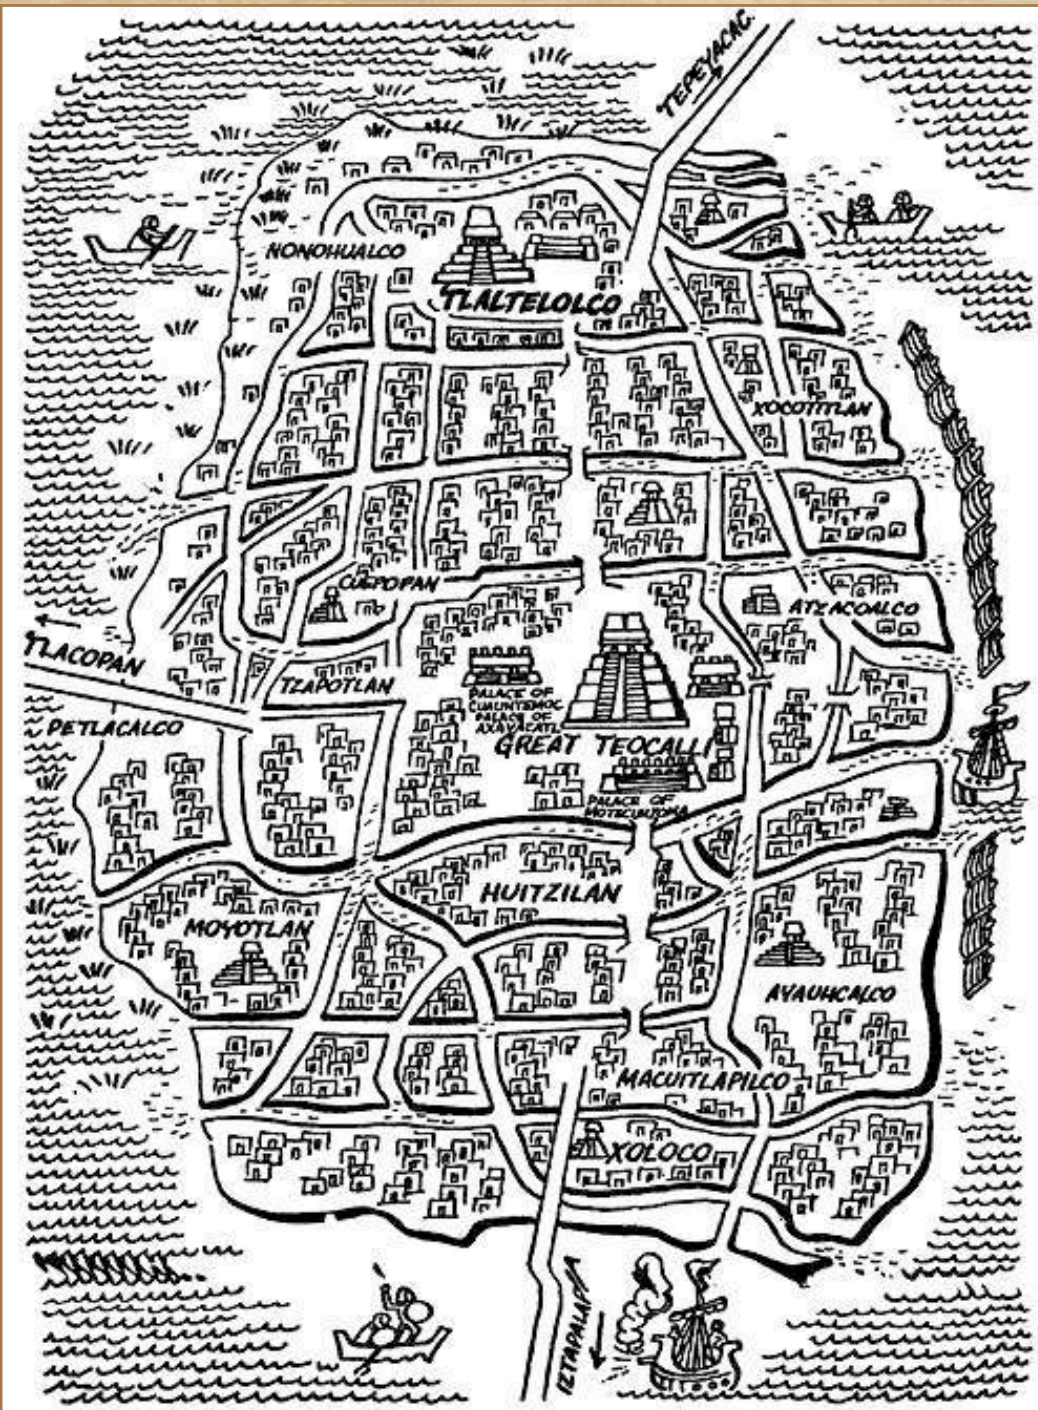 TEPEYACAC.
NONOHUALCO
TLALTELOLCO
XOCOTITLAN
CUEPOPAN
ATZACOALCO
TLACOPAN
TZAPOTLAN
PALACE OF
CUAUHTEMOC
PALACE OF
AXAYACATL
PETLACALCO
GREAT TEOCALLI
PALACE OF
MOTECUHZOMA
HUITZILAN
MOYOTLAN
AYAUHCALCO
MACUITLAPILCO
XOLOCO
IZTAPALAPA